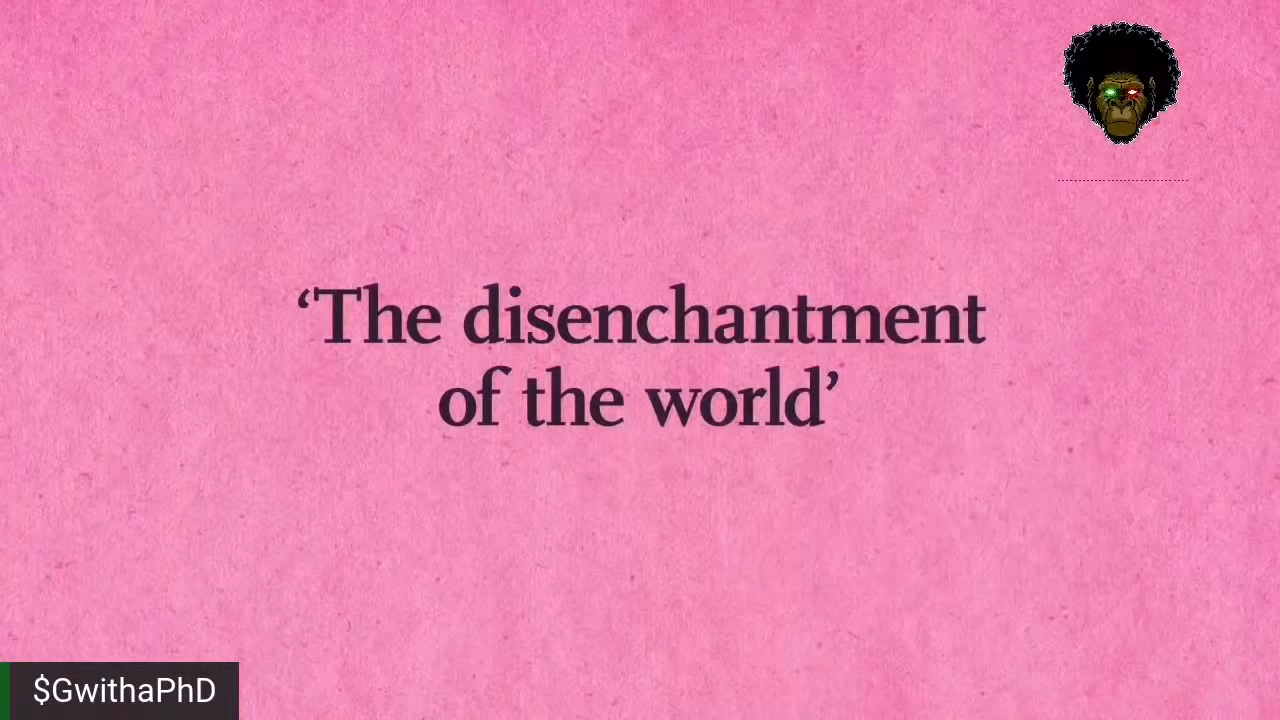 ‘The disenchantment
of the world’
$GwithaPhD